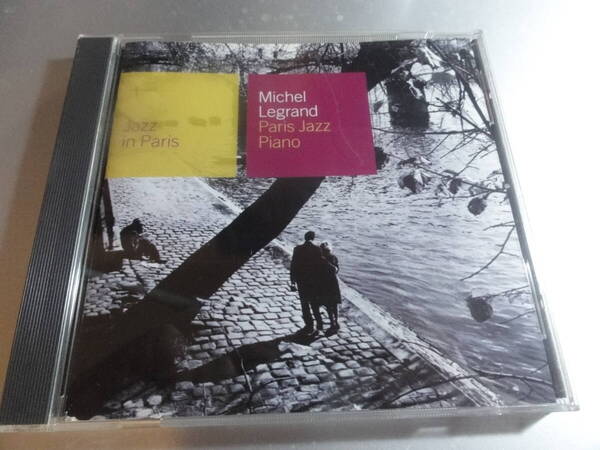 Jazz
in Paris
Michel
Legrand
Paris Jazz
Piano